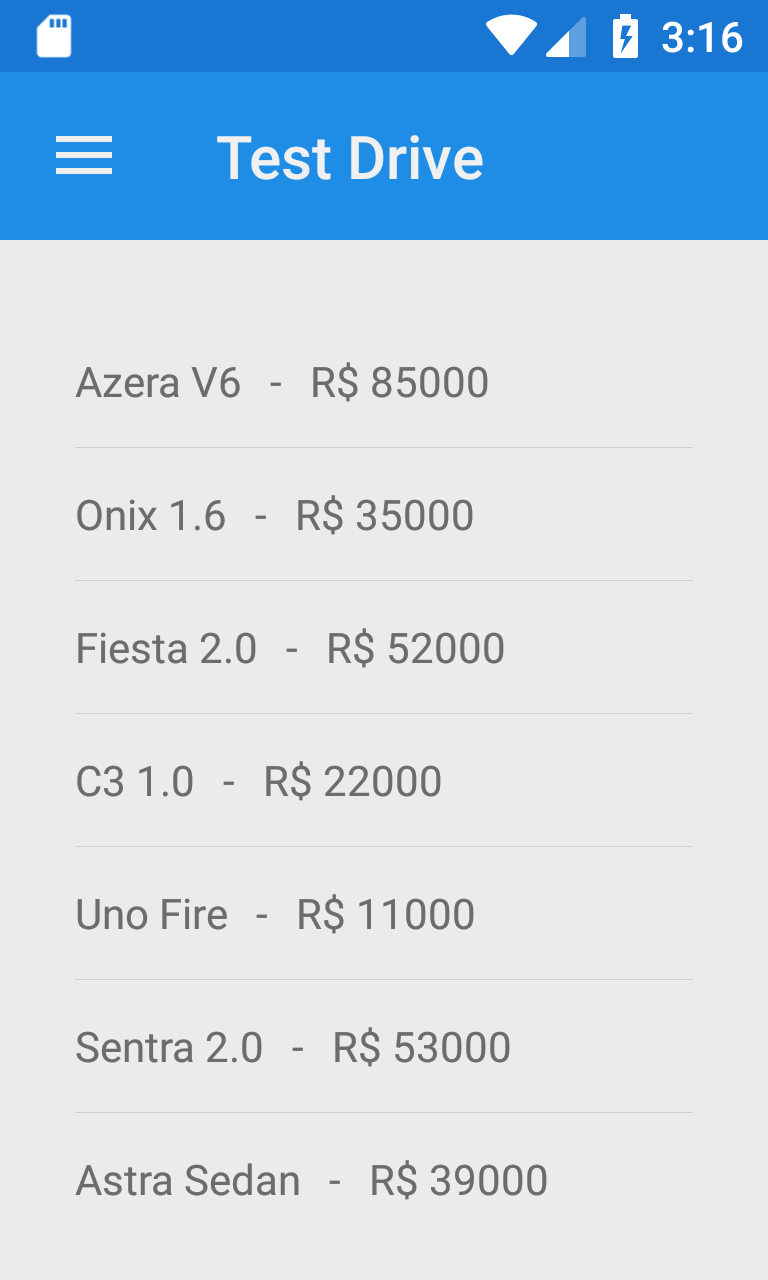 3:16
Test Drive
Azera V6 - R$ 85000
Onix 1.6 - R$ 35000
Fiesta 2.0 - R$ 52000
C3 1.0 - R$ 22000
Uno Fire - R$ 11000
Sentra 2.0 - R$ 53000
Astra Sedan - R$ 39000